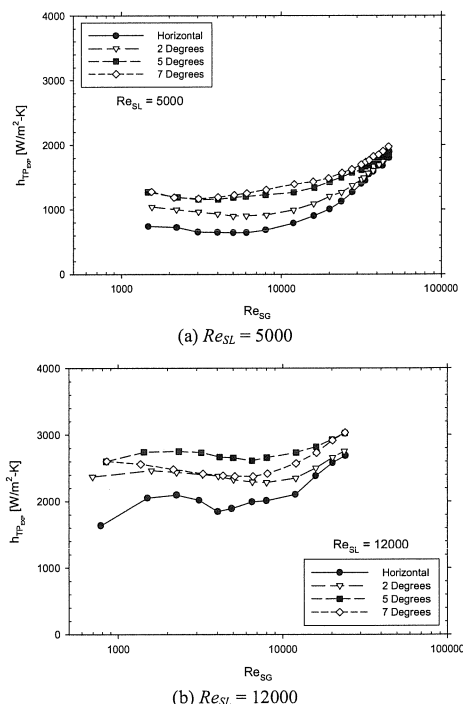 4000
3000
2000
1000
0
h_TP_EXP [W/m²-K]
Horizontal
2 Degrees
5 Degrees
7 Degrees
Re_SL = 5000
1000
10000
100000
Re_SG
(a) Re_SL = 5000
4000
3000
2000
1000
0
h_TP_EXP [W/m²-K]
Re_SL = 12000
Horizontal
2 Degrees
5 Degrees
7 Degrees
1000
10000
100000
Re_SG
(b) Re_SL = 12000